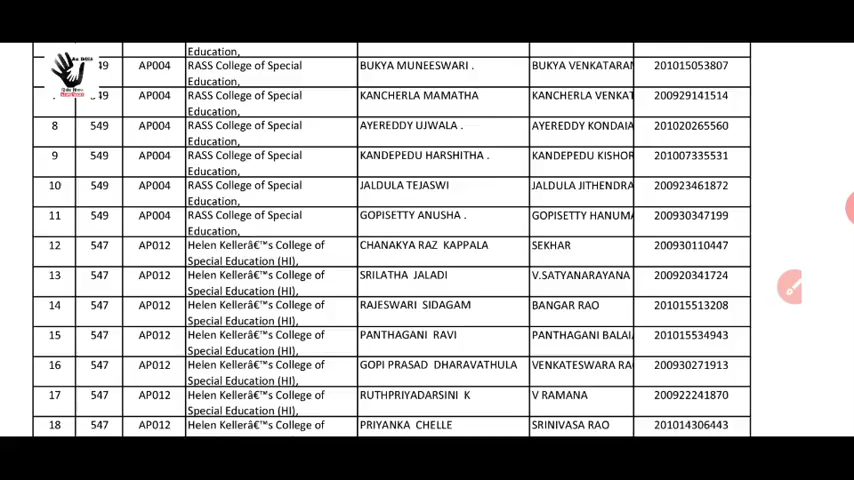 Education,
49 AP004 RASS College of Special Education, BUKYA MUNEESWARI . BUKYA VENKATARAN 201015053807
549 AP004 RASS College of Special Education, KANCHERLA MAMATHA KANCHERLA VENKAT 200929141514
8 549 AP004 RASS College of Special Education, AYEREDDY UJWALA . AYEREDDY KONDAIA 201020265560
9 549 AP004 RASS College of Special Education, KANDEPEDU HARSHITHA . KANDEPEDU KISHOR 201007335531
10 549 AP004 RASS College of Special Education, JALDULA TEJASWI JALDULA JITHENDRA 200923461872
11 549 AP004 RASS College of Special Education, GOPISETTY ANUSHA . GOPISETTY HANUMA 200930347199
12 547 AP012 Helen Kellerâ€™s College of Special Education (HI), CHANAKYA RAZ KAPPALA SEKHAR 200930110447
13 547 AP012 Helen Kellerâ€™s College of Special Education (HI), SRILATHA JALADI V.SATYANARAYANA 200920341724
14 547 AP012 Helen Kellerâ€™s College of Special Education (HI), RAJESWARI SIDAGAM BANGAR RAO 201015513208
15 547 AP012 Helen Kellerâ€™s College of Special Education (HI), PANTHAGANI RAVI PANTHAGANI BALAI 201015534943
16 547 AP012 Helen Kellerâ€™s College of Special Education (HI), GOPI PRASAD DHARAVATHULA VENKATESWARA RA 200930271913
17 547 AP012 Helen Kellerâ€™s College of Special Education (HI), RUTHPRIYADARSINI K V RAMANA 200922241870
18 547 AP012 Helen Kellerâ€™s College of PRIYANKA CHELLE SRINIVASA RAO 201014306443